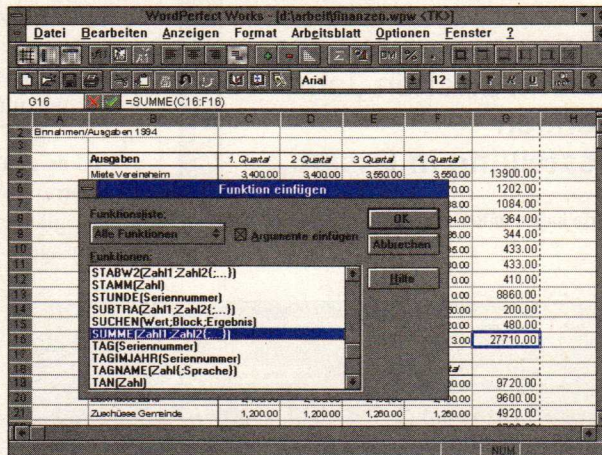 WordPerfect Works - [d:\arbeit\finanzen.wpw <TK>]
Datei Bearbeiten Anzeigen Format Arbeitsblatt Optionen Fenster ?
Arial 12 F K U
G16 =SUMME(C16:F16)
A B C D E F G H
2 Einnahmen/Ausgaben 1994
3
4 Ausgaben 1. Quartal 2. Quartal 3. Quartal 4. Quartal
5 Miete Vereinsheim 3,400.00 3,400.00 3,550.00 3,550.00 13900.00
Funktion einfügen
1202.00
1084.00
Funktionsliste:
OK
364.00
Alle Funktionen
Argumente einfügen
344.00
Abbrechen
433.00
Funktionen:
433.00
STABW2(Zahl1;Zahl2{;...})
STAMM(Zahl)
Hilfe
410.00
STUNDE(Seriennummer)
8860.00
SUBTRA(Zahl1;Zahl2{;...})
200.00
SUCHEN(Wert;Block;Ergebnis)
480.00
SUMME(Zahl1;Zahl2{;...})
27710.00
TAG(Seriennummer)
TAGIMJAHR(Seriennummer)
TAGNAME(Zahl{;Sprache})
9720.00
TAN(Zahl)
9600.00
21 Zuschüsse Gemeinde 1,200.00 1,200.00 1,260.00 1,260.00 4920.00
NUM